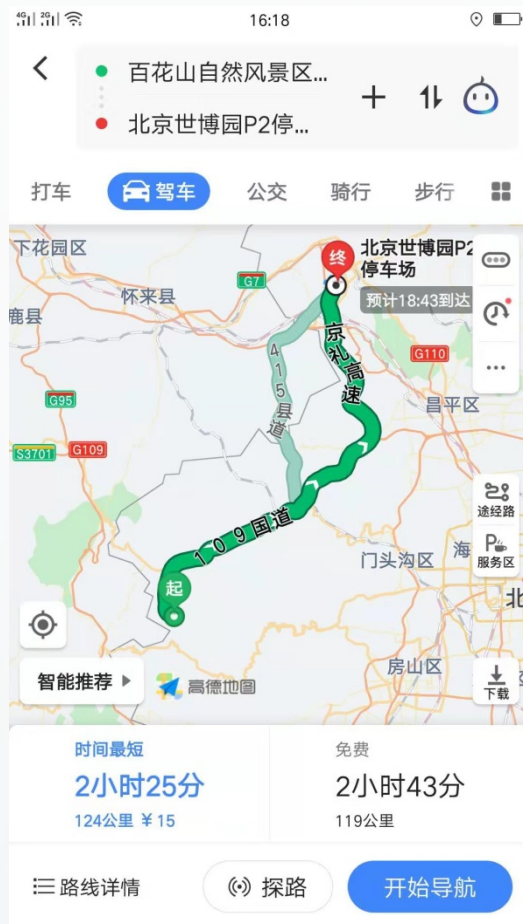 4G 2G 16:18
百花山自然风景区...
北京世博园P2停...
打车 驾车 公交 骑行 步行
下花园区
怀来县
G7
终
北京世博园P2
停车场
预计18:43到达
鹿县
京礼高速
G110
415县道
G95
昌平区
S3701
G109
途经路
109国道
门头沟区
海
P
服务区
起
北
房山区
智能推荐
高德地图
下载
时间最短
2小时25分
124公里 ¥15
免费
2小时43分
119公里
路线详情
探路
开始导航